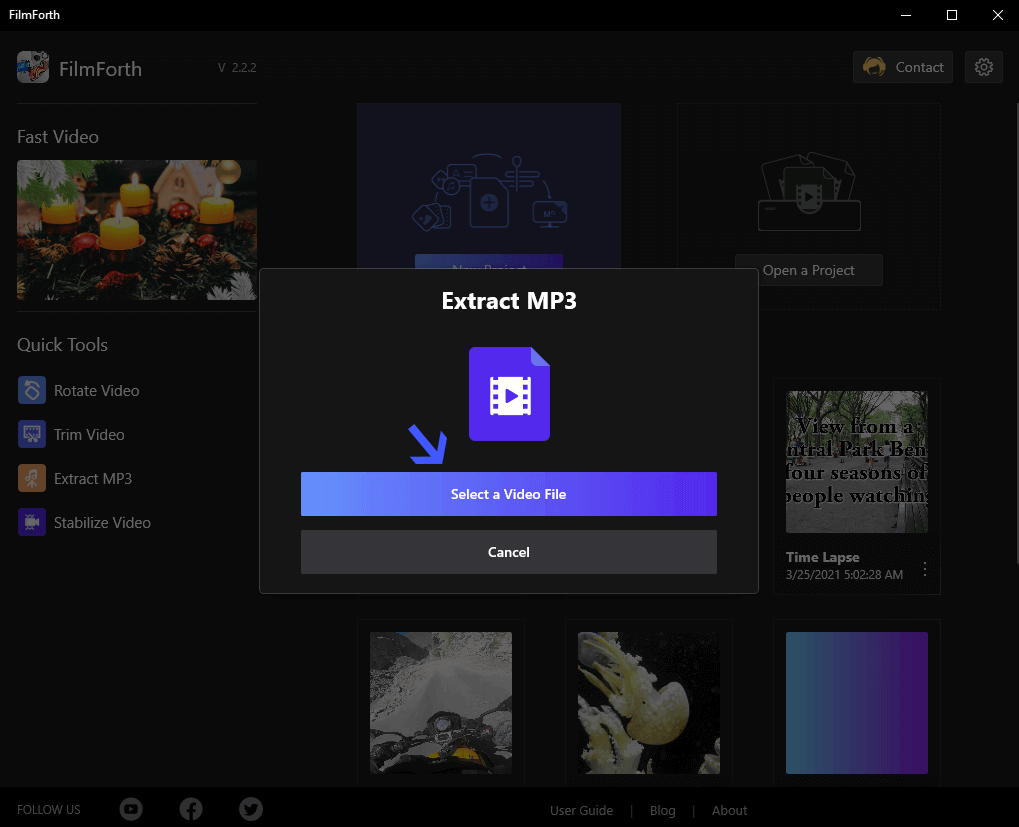 FilmForth
FilmForth
V 2.2.2
Contact
Fast Video
New Project
Open a Project
Extract MP3
Quick Tools
Rotate Video
Trim Video
Extract MP3
Stabilize Video
Select a Video File
Cancel
View from a
ntral Park Ben
four seasons of
people watchin
Time Lapse
3/25/2021 5:02:28 AM
FOLLOW US
User Guide | Blog | About